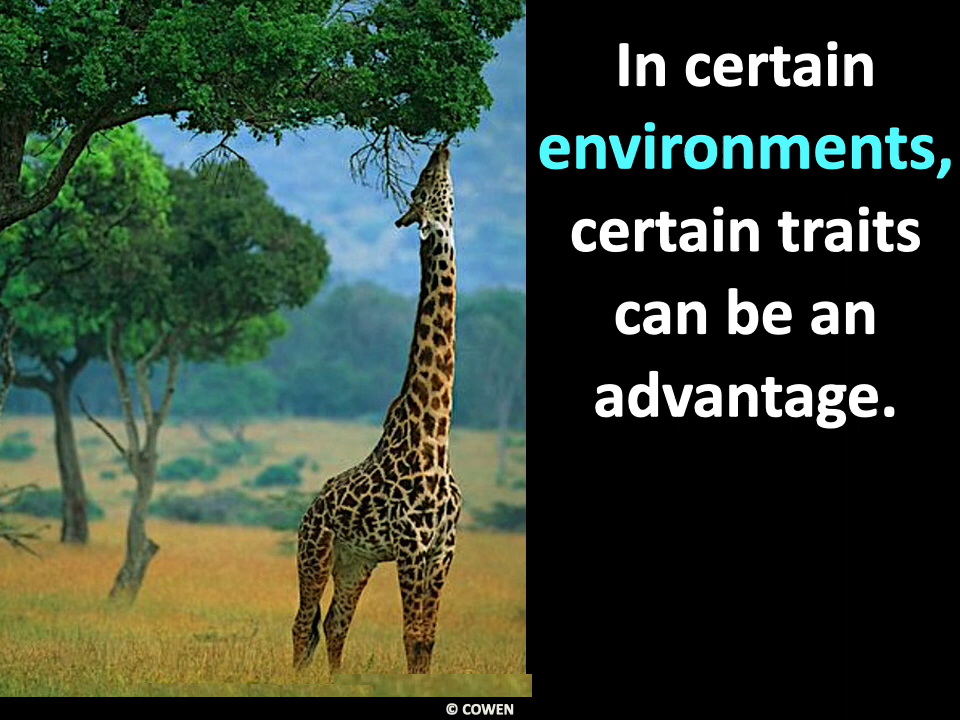 In certain
environments,
certain traits
can be an
advantage.
© COWEN